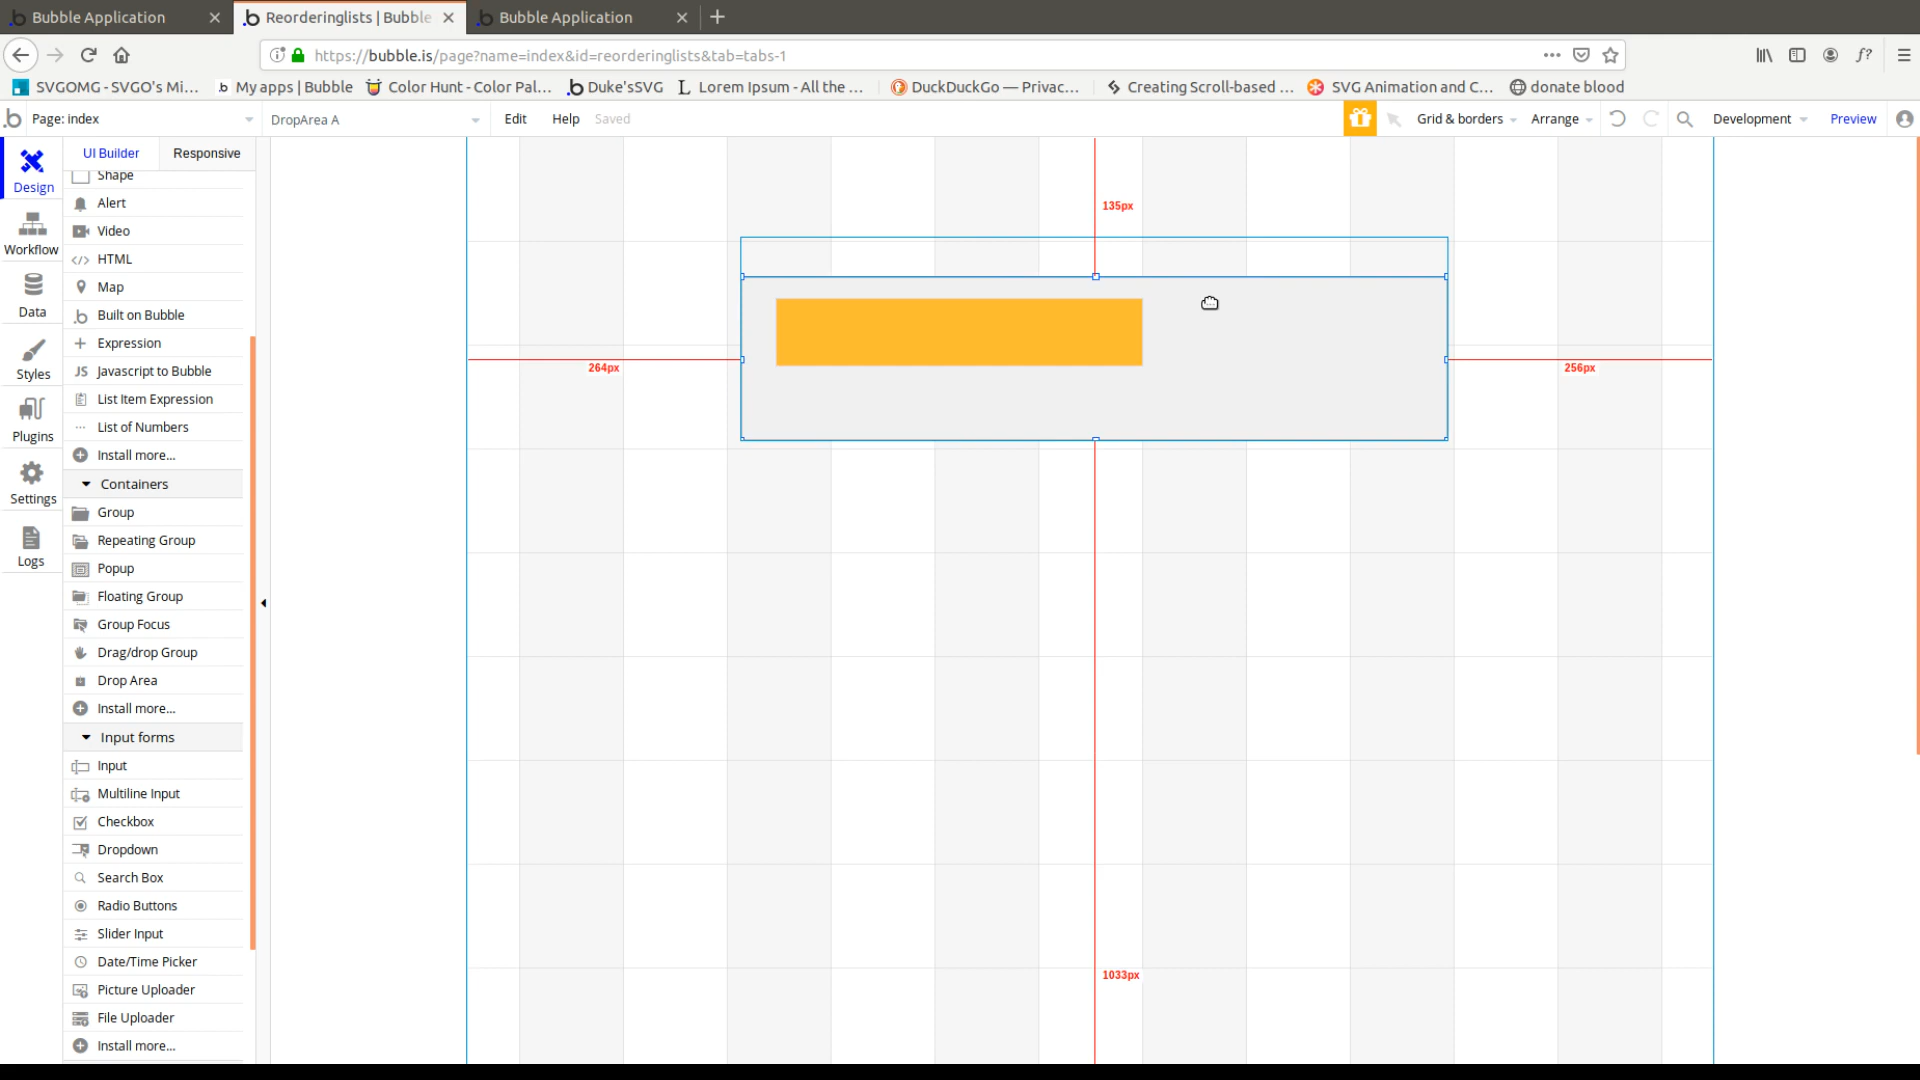 Bubble Application
Reorderinglists | Bubble
Bubble Application
https://bubble.is/page?name=index&id=reorderinglists&tab=tabs-1
SVGOMG - SVGO's Mi...
My apps | Bubble
Color Hunt - Color Pal...
Duke'sSVG
Lorem Ipsum - All the ...
DuckDuckGo — Privac...
Creating Scroll-based ...
SVG Animation and C...
donate blood
Page: index
DropArea A
Edit
Help
Saved
Grid & borders
Arrange
Development
Preview
Design
Workflow
Data
Styles
Plugins
Settings
Logs
UI Builder
Responsive
Shape
Alert
Video
HTML
Map
Built on Bubble
Expression
JS Javascript to Bubble
List Item Expression
List of Numbers
Install more...
Containers
Group
Repeating Group
Popup
Floating Group
Group Focus
Drag/drop Group
Drop Area
Install more...
Input forms
Input
Multiline Input
Checkbox
Dropdown
Search Box
Radio Buttons
Slider Input
Date/Time Picker
Picture Uploader
File Uploader
Install more...
135px
264px
256px
1033px